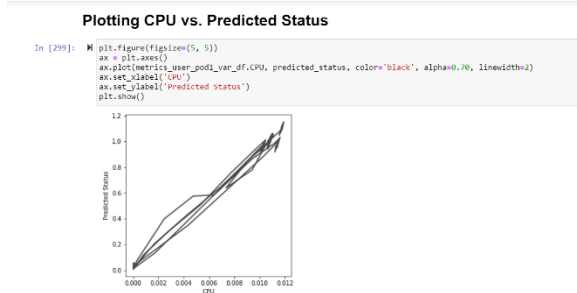 Plotting CPU vs. Predicted Status
In [299]:
plt.figure(figsize=(5, 5))
ax = plt.axes()
ax.plot(metrics_user_pod1_var_df.CPU, predicted_status, color='black', alpha=0.70, linewidth=2)
ax.set_xlabel('CPU')
ax.set_ylabel('Predicted Status')
plt.show()
1.2
1.0
0.8
0.6
0.4
0.2
0.0
Predicted Status
0.000 0.002 0.004 0.006 0.008 0.010 0.012
CPU